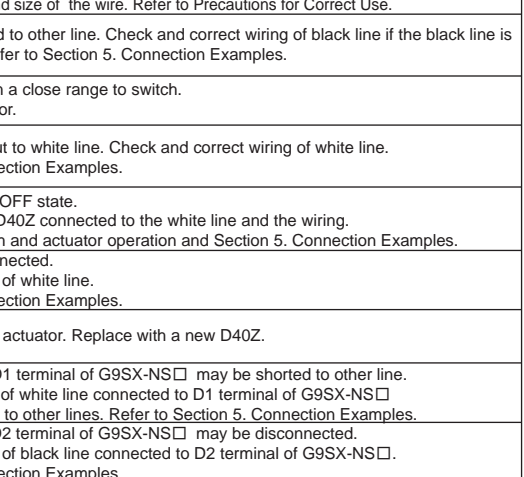 size of the wire. Refer to Precautions for Correct Use.
to other line. Check and correct wiring of black line if the black line is
fer to Section 5. Connection Examples.
a close range to switch.
or.
to white line. Check and correct wiring of white line.
ection Examples.
OFF state.
D40Z connected to the white line and the wiring.
and actuator operation and Section 5. Connection Examples.
nected.
of white line.
ection Examples.
actuator. Replace with a new D40Z.
D1 terminal of G9SX-NS□ may be shorted to other line.
of white line connected to D1 terminal of G9SX-NS□
to other lines. Refer to Section 5. Connection Examples.
D2 terminal of G9SX-NS□ may be disconnected.
of black line connected to D2 terminal of G9SX-NS□.
ection Examples.